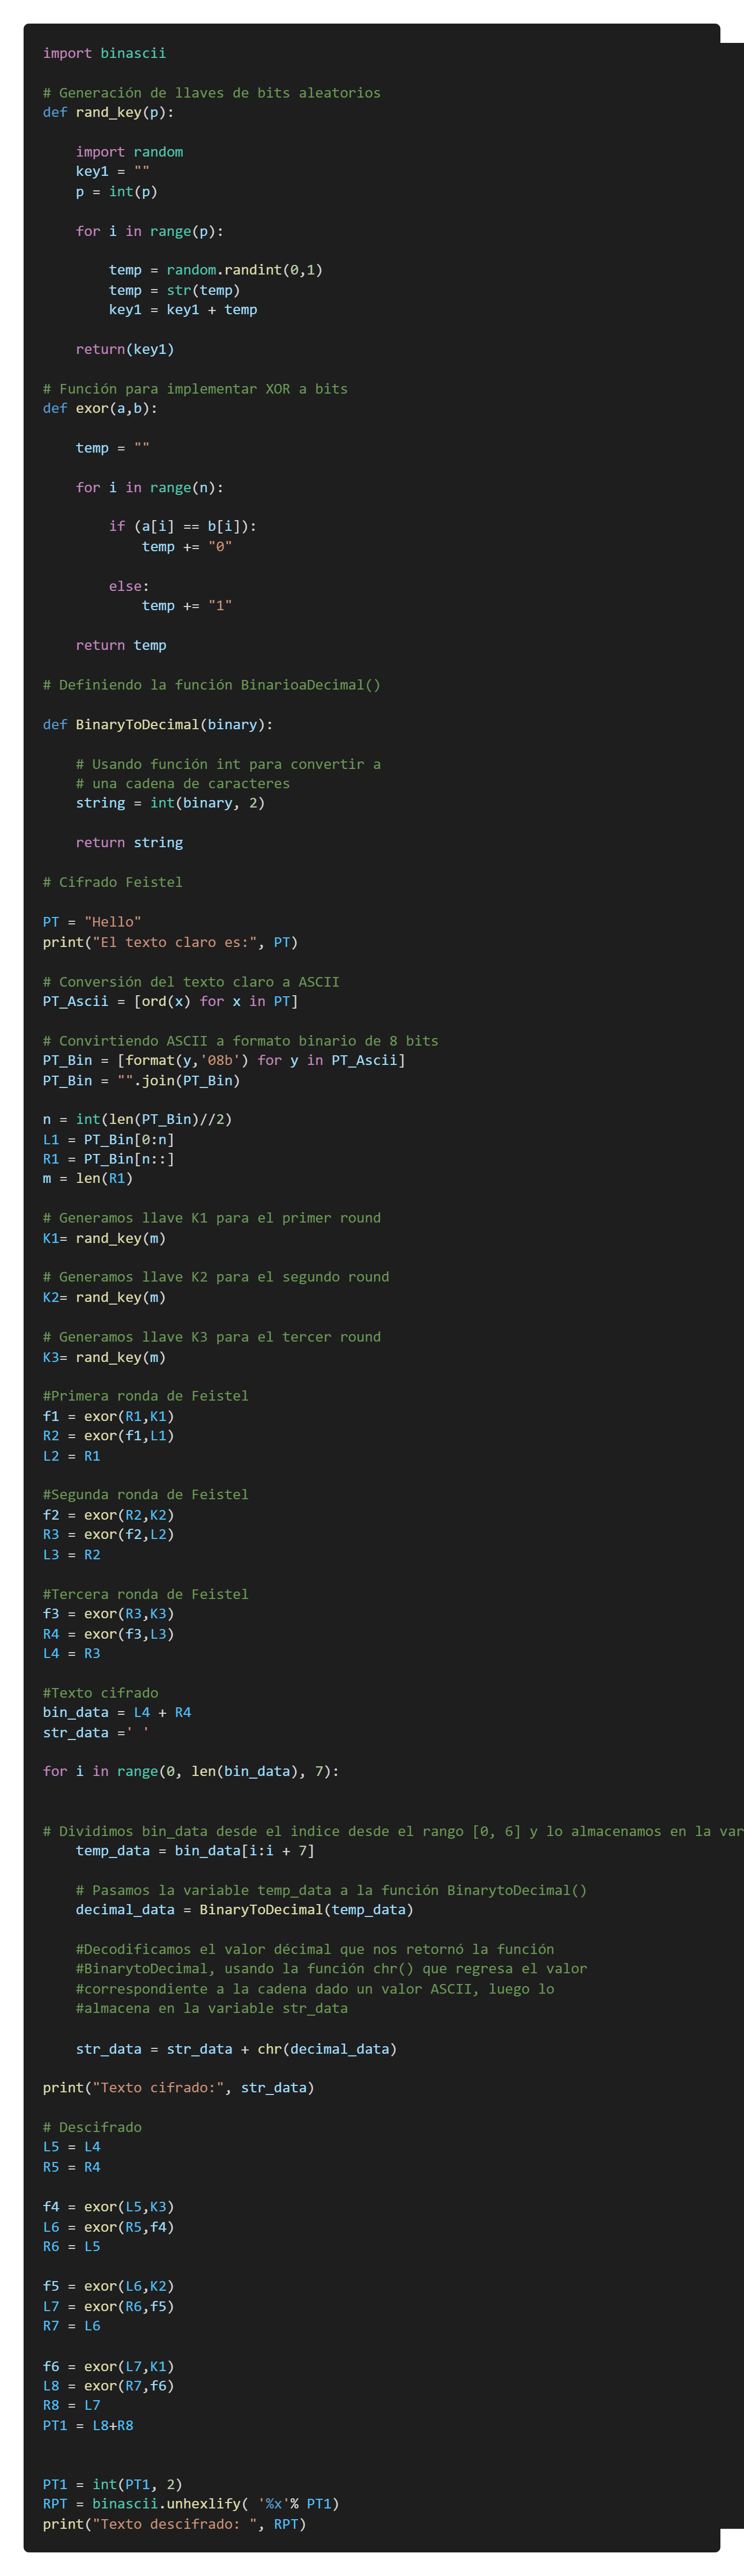 import binascii
# Generación de llaves de bits aleatorios
def rand_key(p):
import random
key1 = ""
p = int(p)
for i in range(p):
temp = random.randint(0,1)
temp = str(temp)
key1 = key1 + temp
return(key1)
# Función para implementar XOR a bits
def exor(a,b):
temp = ""
for i in range(n):
if (a[i] == b[i]):
temp += "0"
else:
temp += "1"
return temp
# Definiendo la función BinarioaDecimal()
def BinaryToDecimal(binary):
# Usando función int para convertir a
# una cadena de caracteres
string = int(binary, 2)
return string
# Cifrado Feistel
PT = "Hello"
print("El texto claro es:", PT)
# Conversión del texto claro a ASCII
PT_Ascii = [ord(x) for x in PT]
# Convirtiendo ASCII a formato binario de 8 bits
PT_Bin = [format(y,'08b') for y in PT_Ascii]
PT_Bin = "".join(PT_Bin)
n = int(len(PT_Bin)//2)
L1 = PT_Bin[0:n]
R1 = PT_Bin[n::]
m = len(R1)
# Generamos llave K1 para el primer round
K1= rand_key(m)
# Generamos llave K2 para el segundo round
K2= rand_key(m)
# Generamos llave K3 para el tercer round
K3= rand_key(m)
#Primera ronda de Feistel
f1 = exor(R1,K1)
R2 = exor(f1,L1)
L2 = R1
#Segunda ronda de Feistel
f2 = exor(R2,K2)
R3 = exor(f2,L2)
L3 = R2
#Tercera ronda de Feistel
f3 = exor(R3,K3)
R4 = exor(f3,L3)
L4 = R3
#Texto cifrado
bin_data = L4 + R4
str_data =' '
for i in range(0, len(bin_data), 7):
# Dividimos bin_data desde el indice desde el rango [0, 6] y lo almacenamos en la var
temp_data = bin_data[i:i + 7]
# Pasamos la variable temp_data a la función BinarytoDecimal()
decimal_data = BinaryToDecimal(temp_data)
#Decodificamos el valor décimal que nos retornó la función
#BinarytoDecimal, usando la función chr() que regresa el valor
#correspondiente a la cadena dado un valor ASCII, luego lo
#almacena en la variable str_data
str_data = str_data + chr(decimal_data)
print("Texto cifrado:", str_data)
# Descifrado
L5 = L4
R5 = R4
f4 = exor(L5,K3)
L6 = exor(R5,f4)
R6 = L5
f5 = exor(L6,K2)
L7 = exor(R6,f5)
R7 = L6
f6 = exor(L7,K1)
L8 = exor(R7,f6)
R8 = L7
PT1 = L8+R8
PT1 = int(PT1, 2)
RPT = binascii.unhexlify( '%x'% PT1)
print("Texto descifrado: ", RPT)